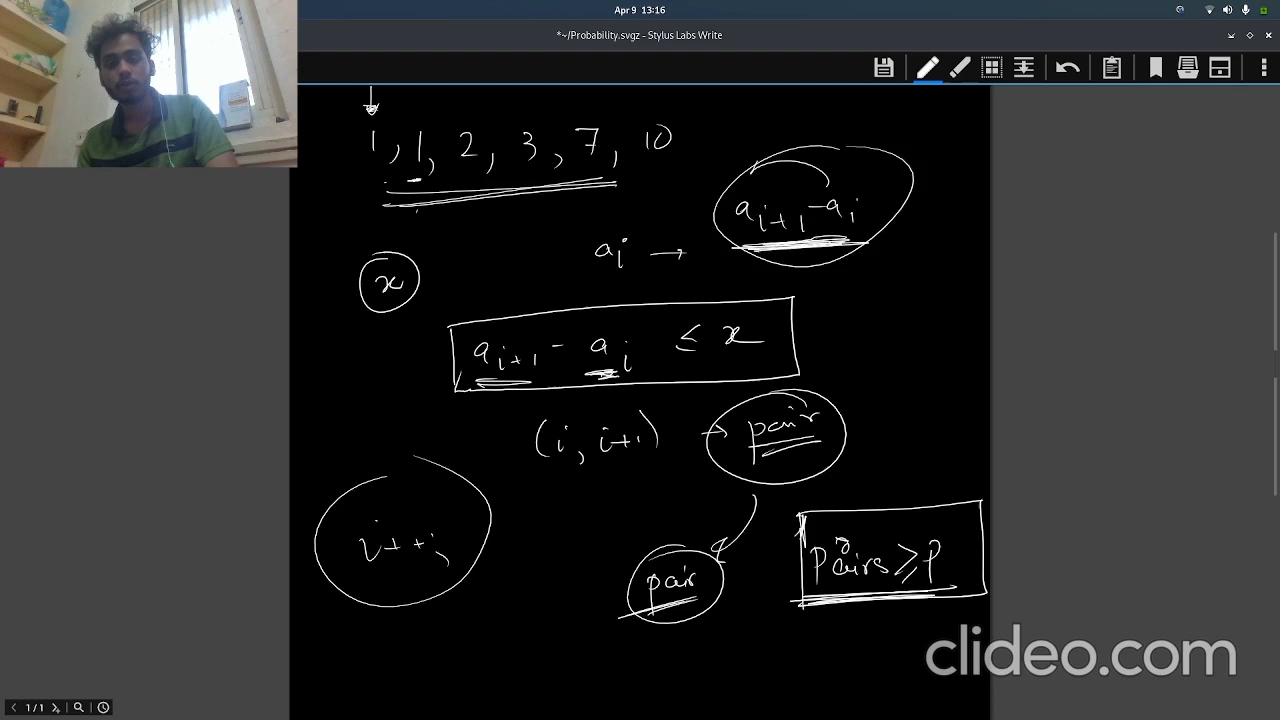 Apr 9 13:16
*~/Probability.svgz - Stylus Labs Write
1, 1, 2, 3, 7, 10
a_{i+1} - a_i
a_i →
x
a_{i+1} - a_i ≤ x
(i, i+1) → pair
i++;
pair
Pairs ≥ P
clideo.com
1/1